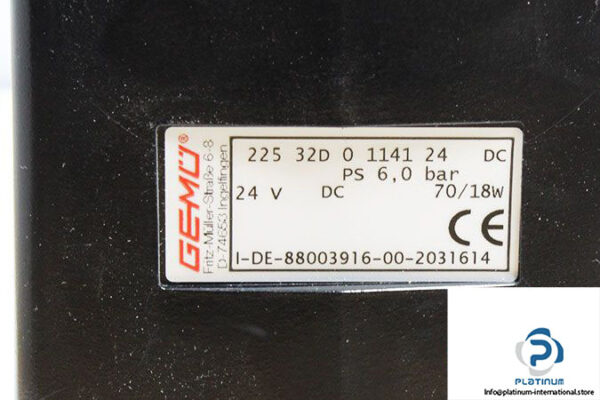 GEMÜ®
Fritz-Müller-Straße 6-8
D-74653 Ingelfingen
225 32D 0 1141 24 DC
PS 6,0 bar
24 V DC 70/18W
CE
I-DE-88003916-00-2031614
PLATINUM
info@platinum-international.store